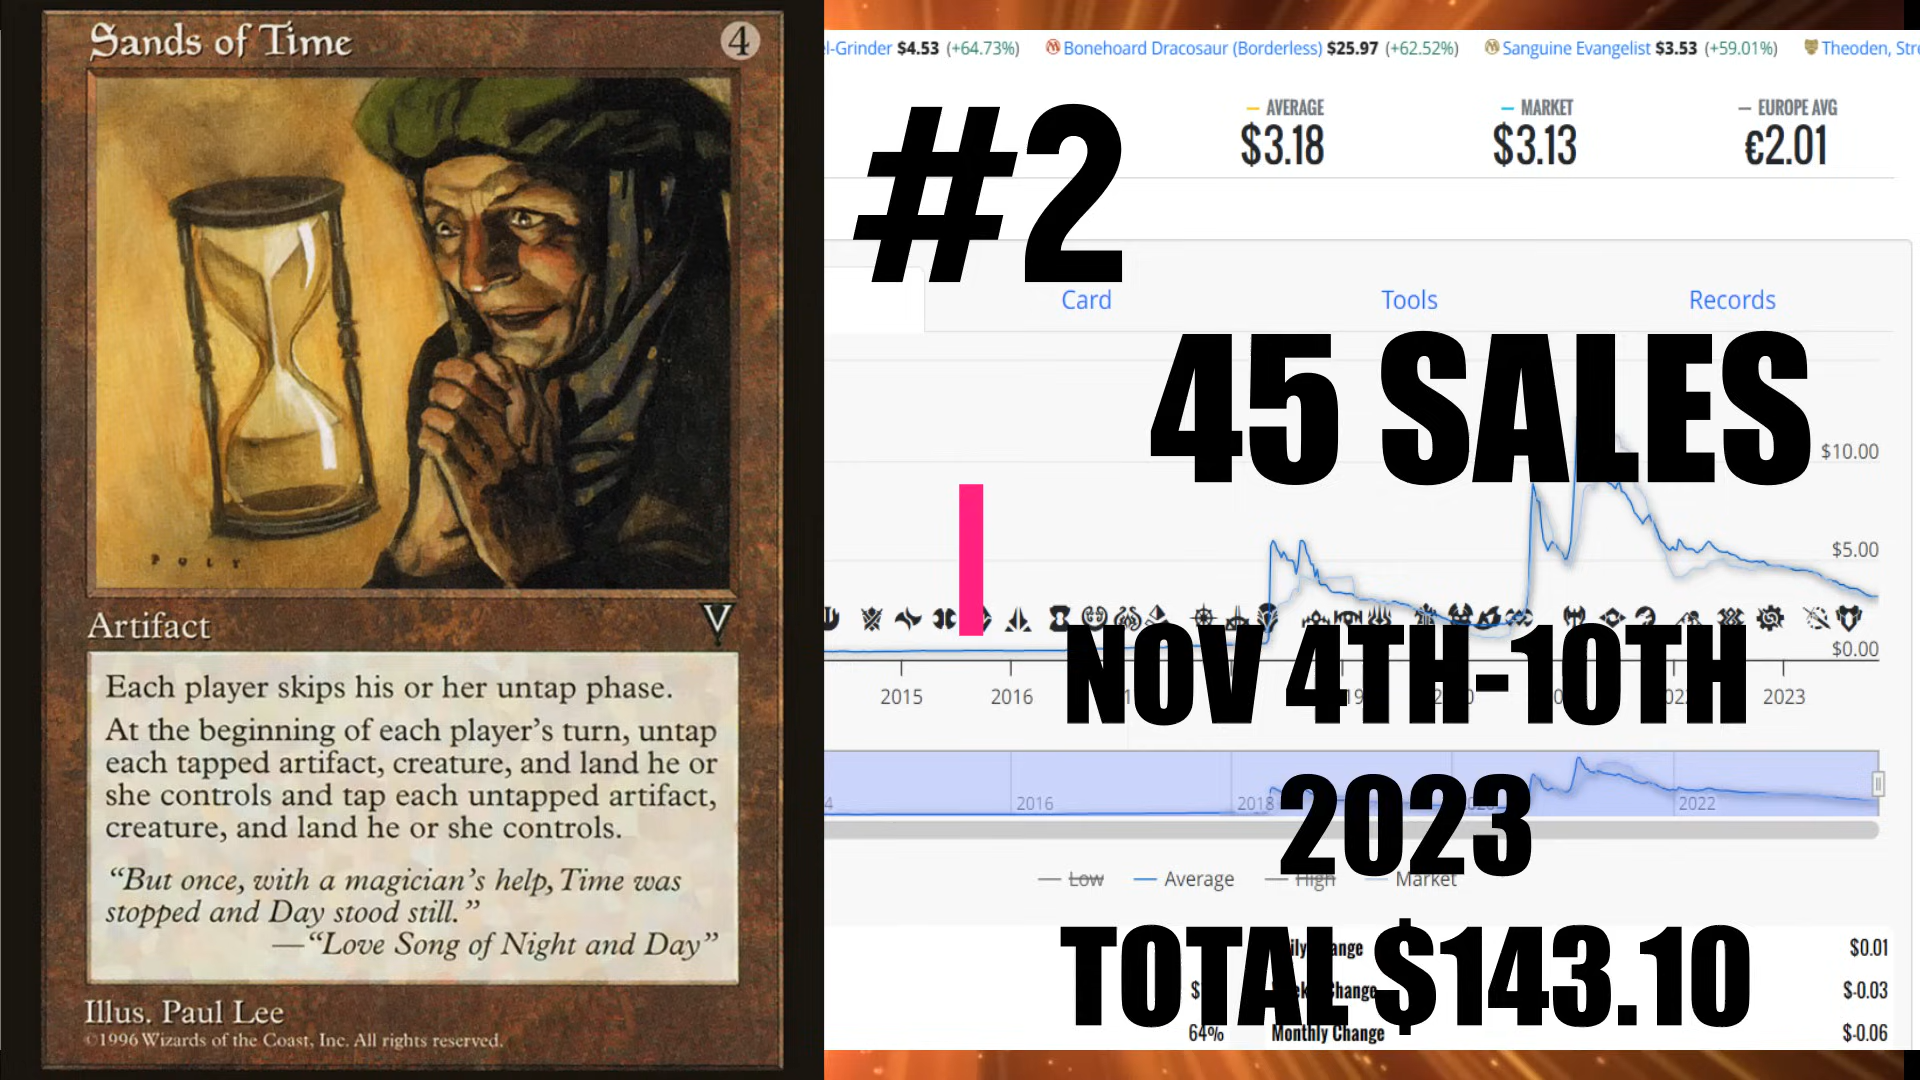 Sands of Time
4
l-Grinder $4.53 (+64.73%) Bonehoard Dracosaur (Borderless) $25.97 (+62.52%) Sanguine Evangelist $3.53 (+59.01%) Theoden,
AVERAGE MARKET EUROPE AVG
$3.18 $3.13 €2.01
#2
Card Tools Records
45 SALES
$10.00
$5.00
$0.00
POLY
Artifact
V
NOV 4TH-10TH
2015 2016 2023
Each player skips his or her untap phase.
At the beginning of each player's turn, untap
each tapped artifact, creature, and land he or
she controls and tap each untapped artifact,
creature, and land he or she controls.
2016 2018 2022
2023
Low Average High Market
“But once, with a magician's help, Time was
stopped and Day stood still.”
—“Love Song of Night and Day”
TOTAL $143.10
$0.01
$-0.03
64% Monthly Change $-0.06
Illus. Paul Lee
©1996 Wizards of the Coast, Inc. All rights reserved.